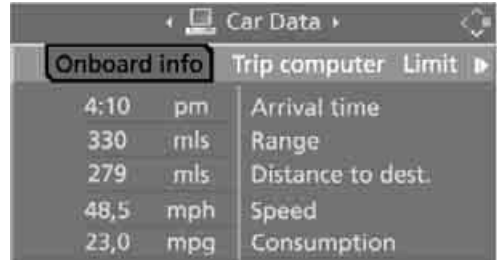 Car Data
Onboard info Trip computer Limit
4:10 pm Arrival time
330 mls Range
279 mls Distance to dest.
48,5 mph Speed
23,0 mpg Consumption